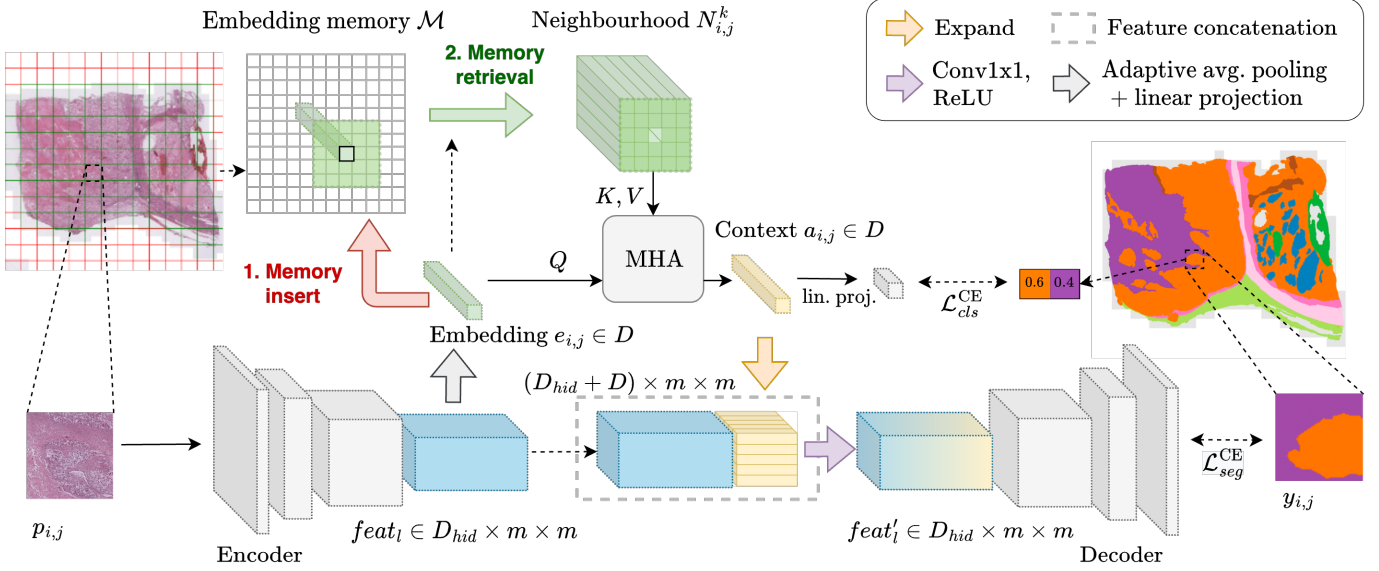 Embedding memory ℳ
Neighbourhood $N_{i,j}^{k}$
Expand
Feature concatenation
Conv1x1,
ReLU
Adaptive avg. pooling
+ linear projection
2. Memory
retrieval
K, V
MHA
Context $a_{i,j} \in D$
1. Memory
insert
Q
lin. proj.
$\mathcal{L}_{cls}^{\mathrm{CE}}$
0.6 0.4
Embedding $e_{i,j} \in D$
$(D_{hid} + D) \times m \times m$
$\mathcal{L}_{seg}^{\mathrm{CE}}$
$p_{i,j}$
$feat_l \in D_{hid} \times m \times m$
$feat_l' \in D_{hid} \times m \times m$
$y_{i,j}$
Encoder
Decoder